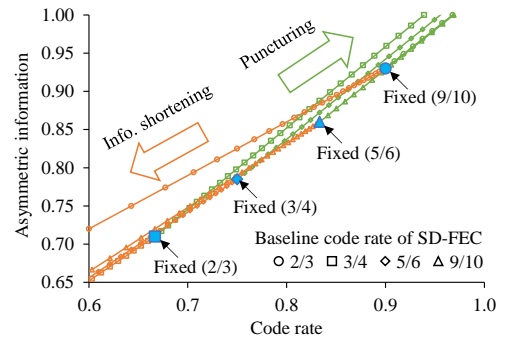 1.00
0.95
0.90
0.85
0.80
0.75
0.70
0.65
Asymmetric information
Puncturing
Info. shortening
Fixed (9/10)
Fixed (5/6)
Fixed (3/4)
Fixed (2/3)
Baseline code rate of SD-FEC
2/3 3/4 5/6 9/10
0.6 0.7 0.8 0.9 1.0
Code rate